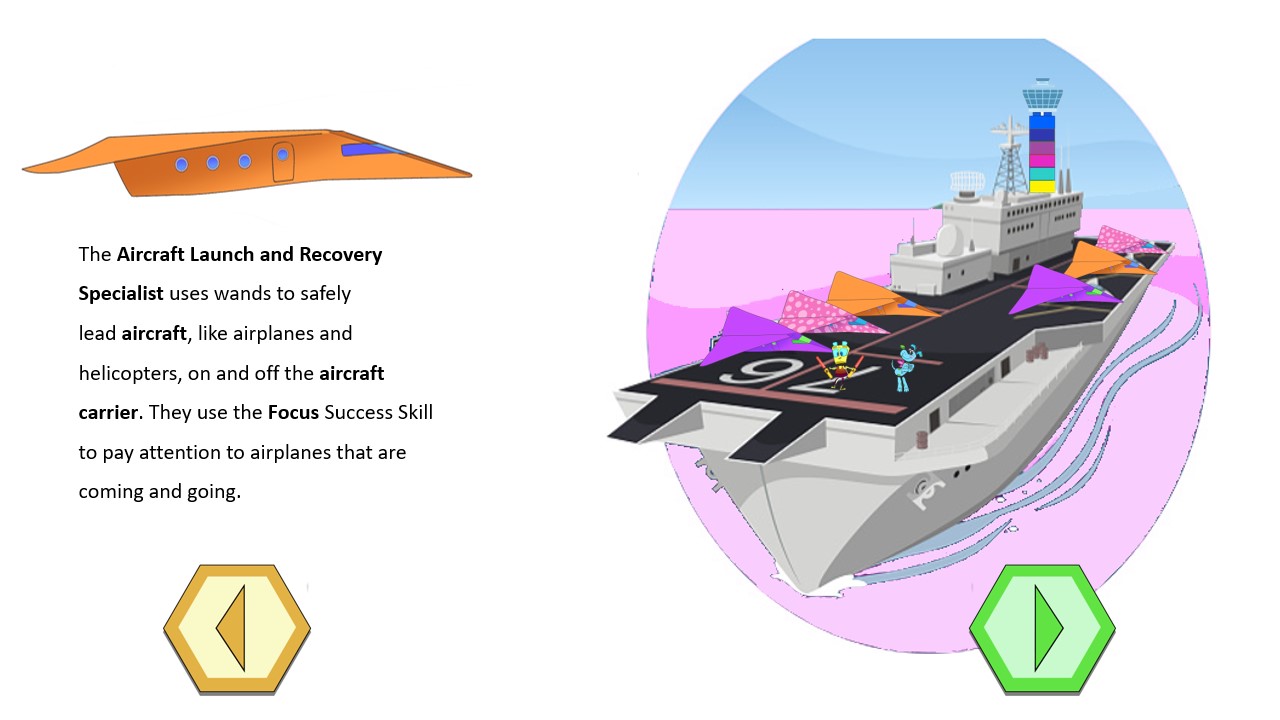 The Aircraft Launch and Recovery
Specialist uses wands to safely
lead aircraft, like airplanes and
helicopters, on and off the aircraft
carrier. They use the Focus Success Skill
to pay attention to airplanes that are
coming and going.